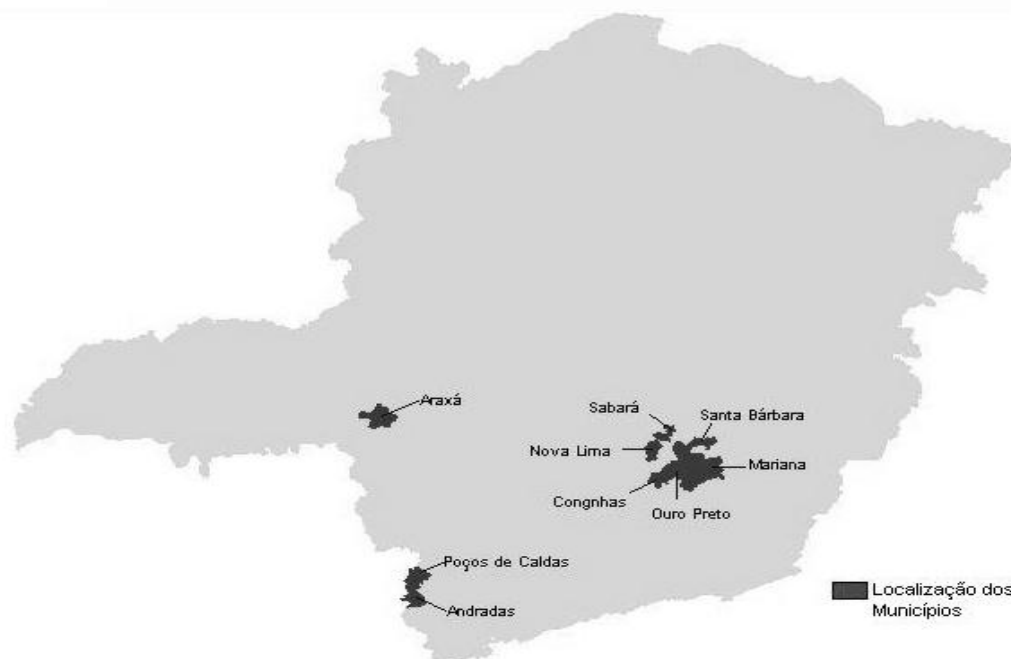 Araxá
Sabará
Santa Bárbara
Nova Lima
Mariana
Congnhas
Ouro Preto
Poços de Caldas
Andradas
Localização dos
Municípios